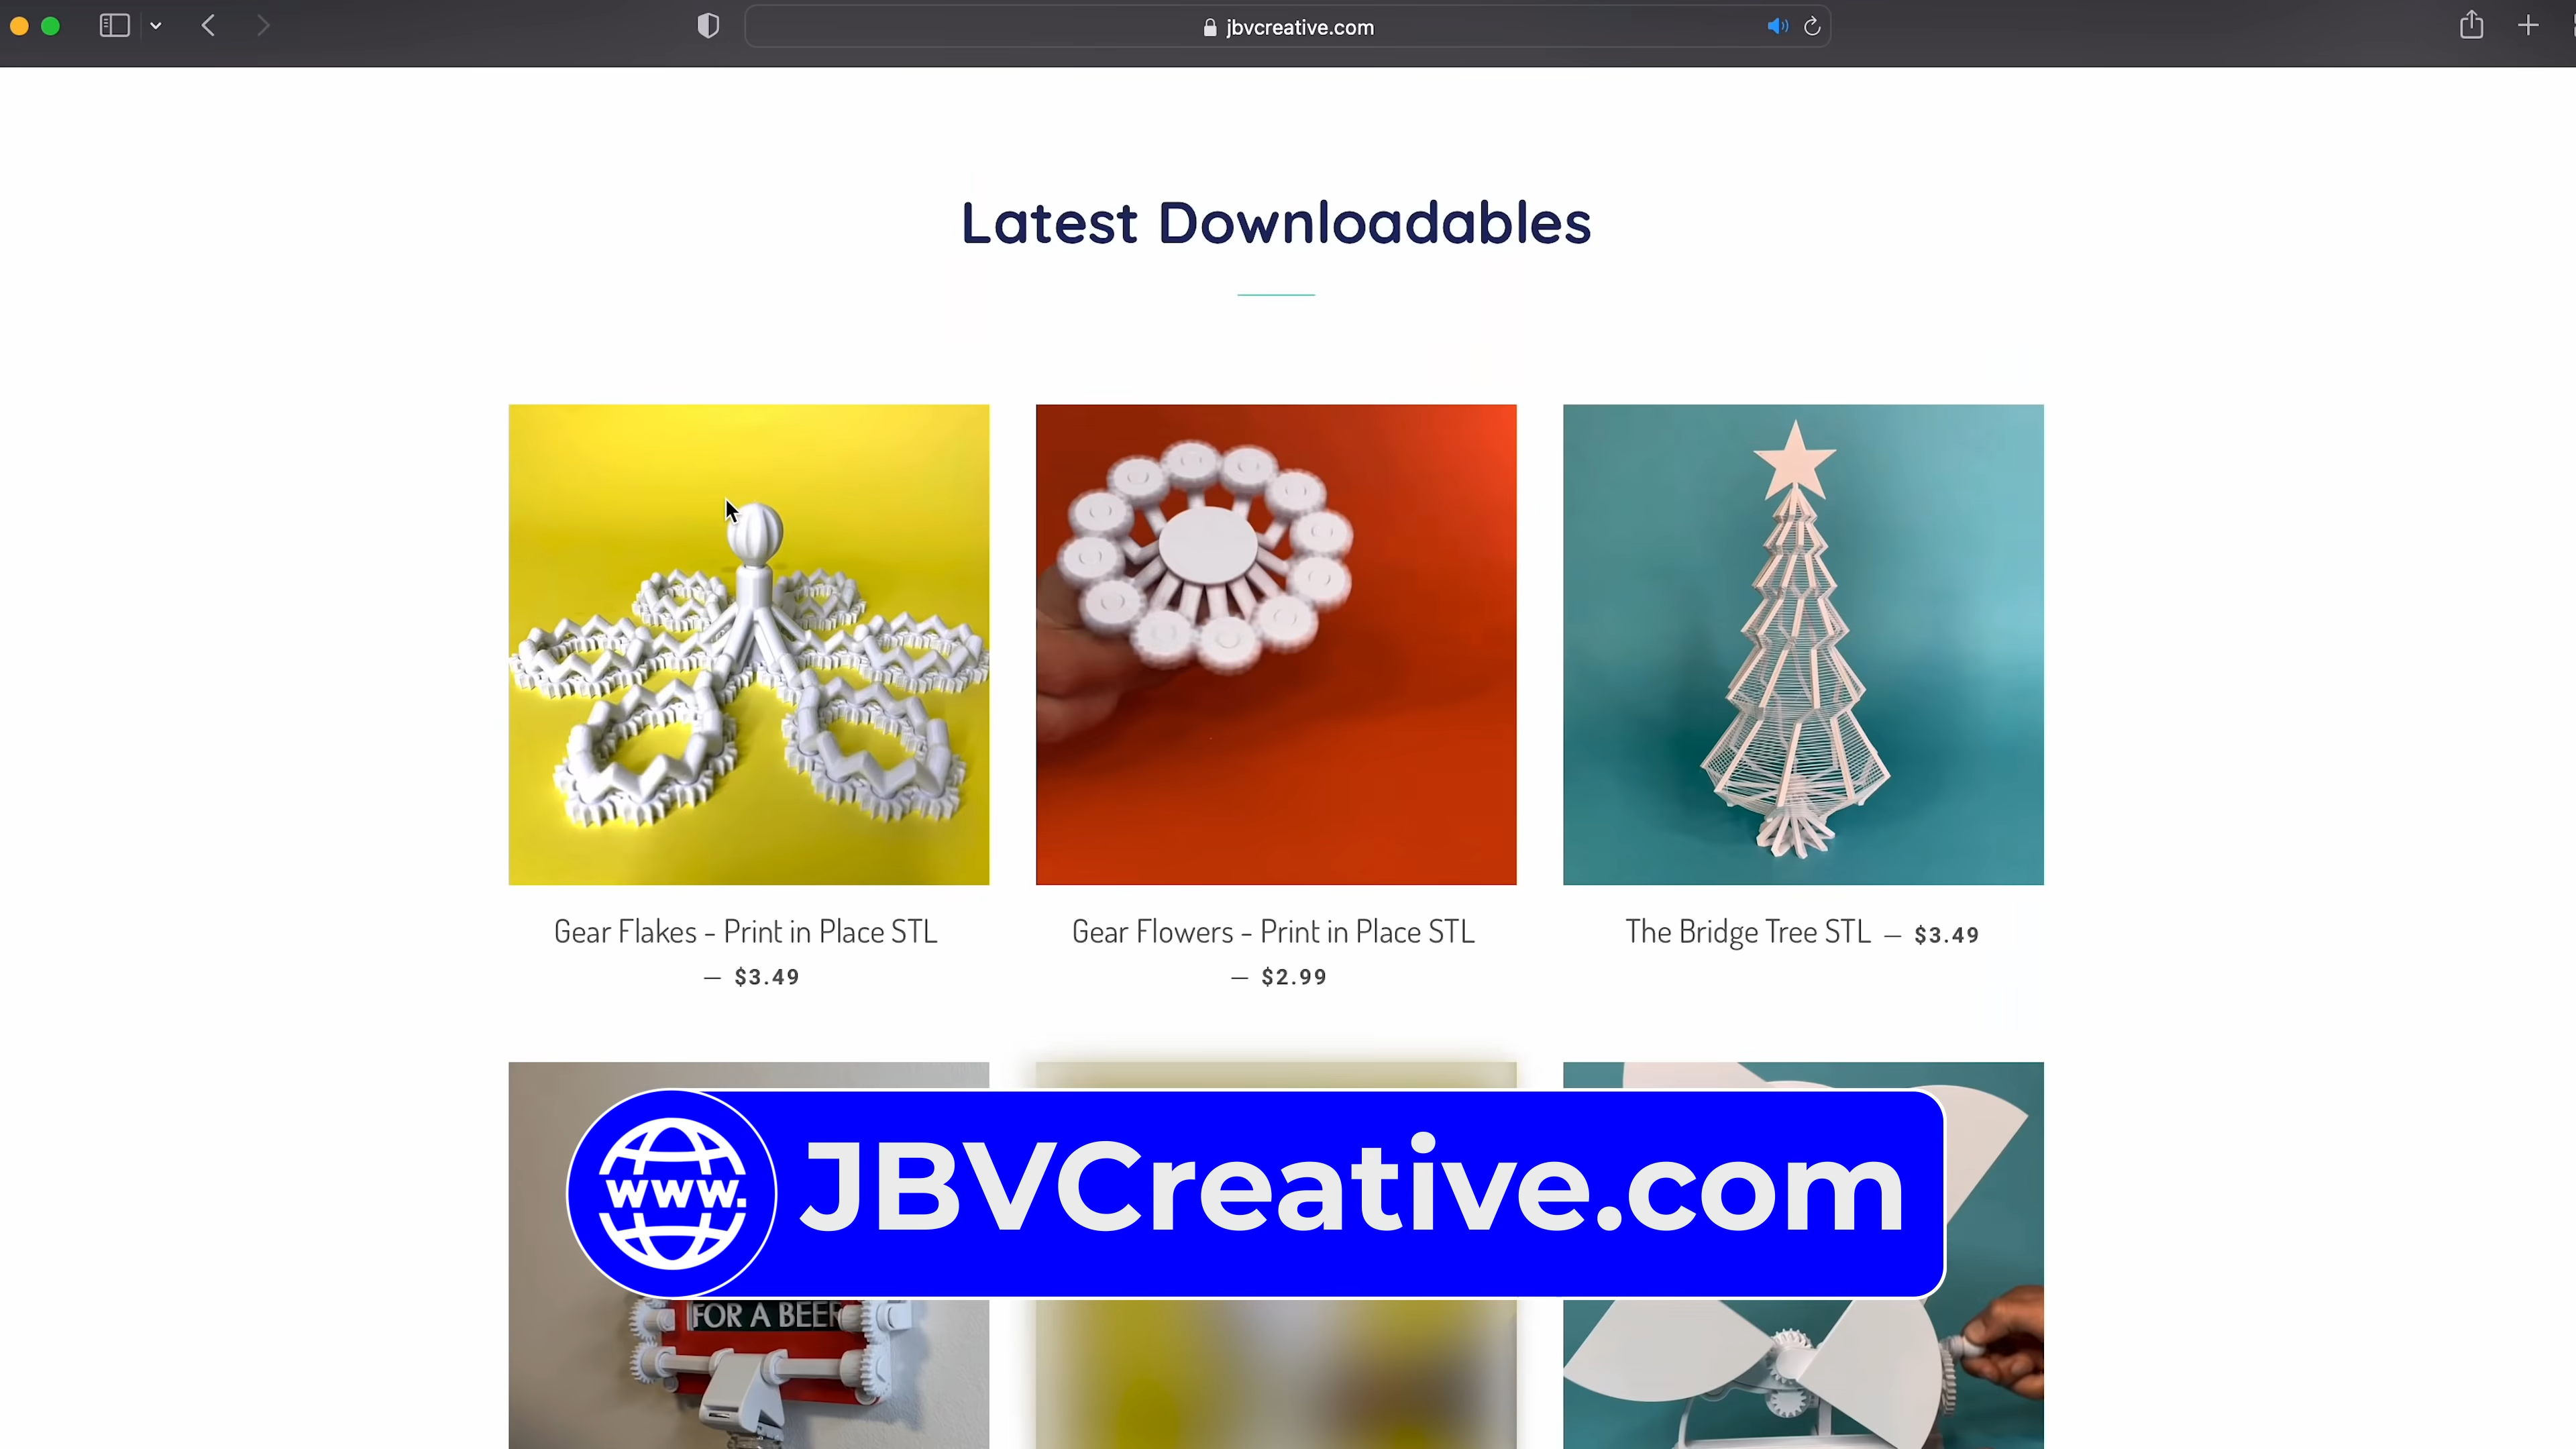 jbvcreative.com
Latest Downloadables
Gear Flakes - Print in Place STL
— $3.49
Gear Flowers - Print in Place STL
— $2.99
The Bridge Tree STL — $3.49
www.
JBVCreative.com
FOR A BEER